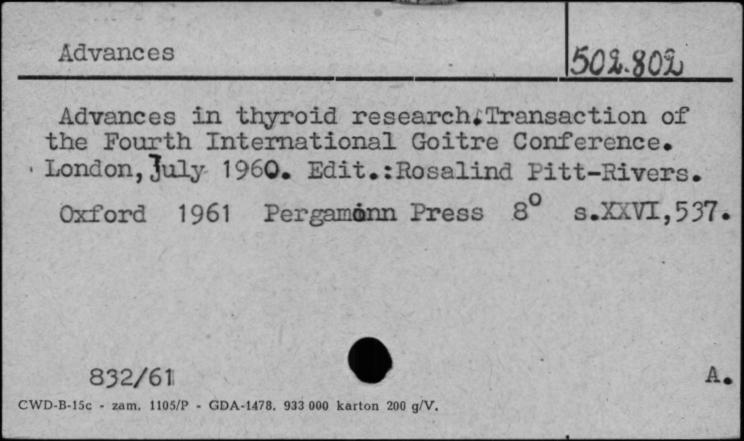 Advances
502.802
Advances in thyroid research.Transaction of
the Fourth International Goitre Conference.
London, July 1960. Edit.:Rosalind Pitt-Rivers.
Oxford 1961 Pergamonn Press 8° s.XXVI,537.
832/61
A.
CWD-B-15c - zam. 1105/P - GDA-1478. 933 000 karton 200 g/V.